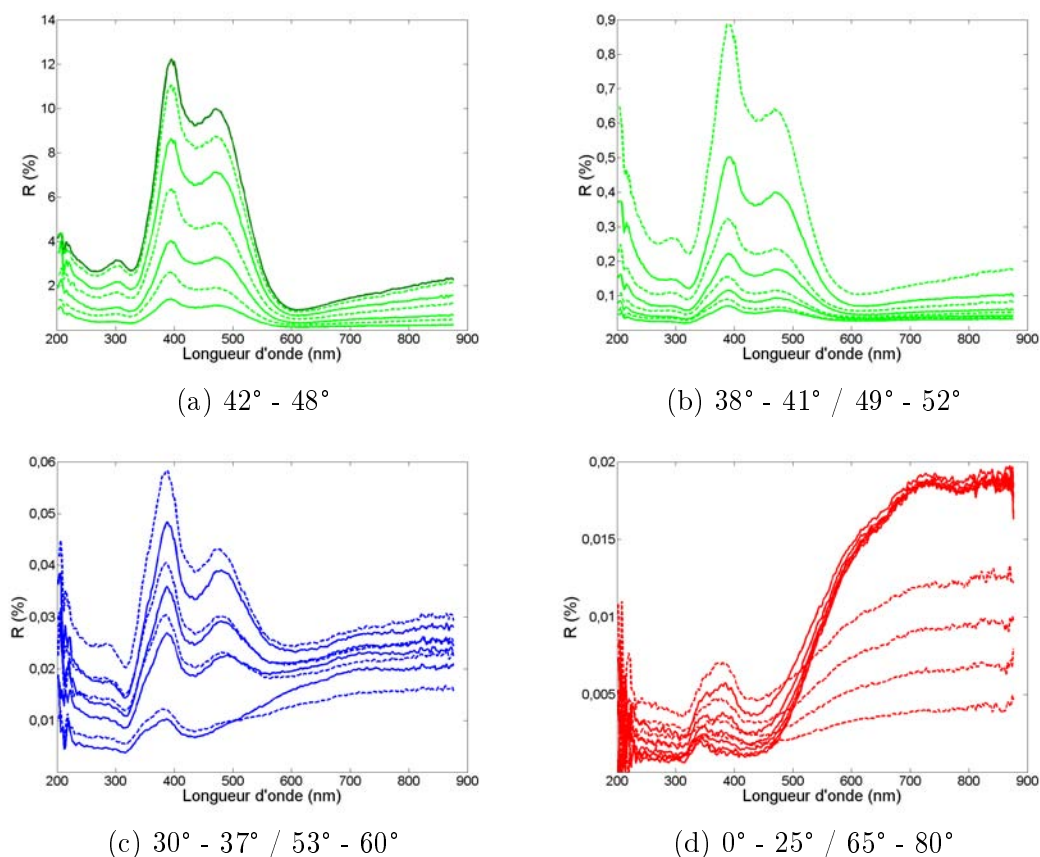 14
12
10
8
6
4
2
R (%)
200 300 400 500 600 700 800 900
Longueur d'onde (nm)
(a) 42° - 48°
0,9
0,8
0,7
0,6
0,5
0,4
0,3
0,2
0,1
R (%)
200 300 400 500 600 700 800 900
Longueur d'onde (nm)
(b) 38° - 41° / 49° - 52°
0,06
0,05
0,04
0,03
0,02
0,01
R (%)
200 300 400 500 600 700 800 900
Longueur d'onde (nm)
(c) 30° - 37° / 53° - 60°
0,02
0,015
0,01
0,005
R (%)
200 300 400 500 600 700 800 900
Longueur d'onde (nm)
(d) 0° - 25° / 65° - 80°